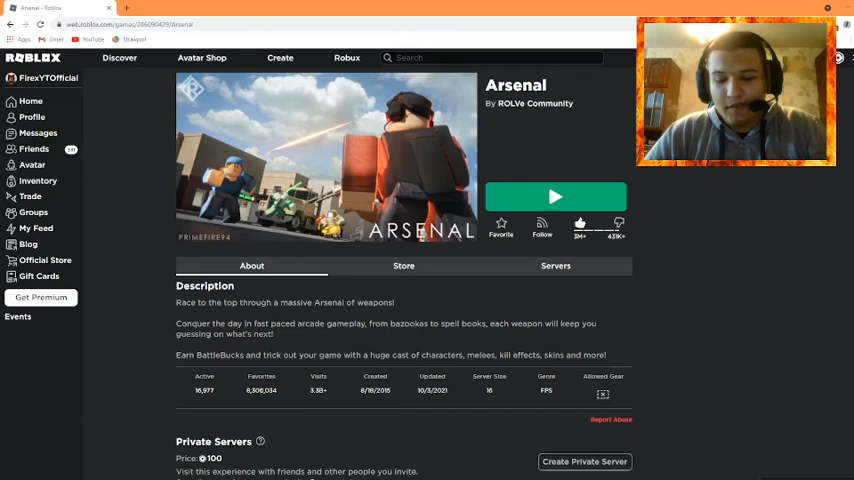 Arsenal - Roblox
web.roblox.com/games/286090429/Arsenal
Apps Gmail YouTube Strawpoll
ROBLOX Discover Avatar Shop Create Robux Search
FirexYTOfficial
Home
Profile
Messages
Friends 331
Avatar
Inventory
Trade
Groups
My Feed
Blog
Official Store
Gift Cards
Get Premium
Events
ARSENAL
PRIMEFIRE94
Arsenal
By ROLVe Community
Favorite Follow 3M+ 431K+
About Store Servers
Description
Race to the top through a massive Arsenal of weapons!
Conquer the day in fast paced arcade gameplay, from bazookas to spell books, each weapon will keep you
guessing on what's next!
Earn BattleBucks and trick out your game with a huge cast of characters, melees, kill effects, skins and more!
Active Favorites Visits Created Updated Server Size Genre Allowed Gear
16,977 8,306,034 3.3B+ 8/18/2015 10/3/2021 16 FPS
Report Abuse
Private Servers
Price: 100
Create Private Server
Visit this experience with friends and other people you invite.